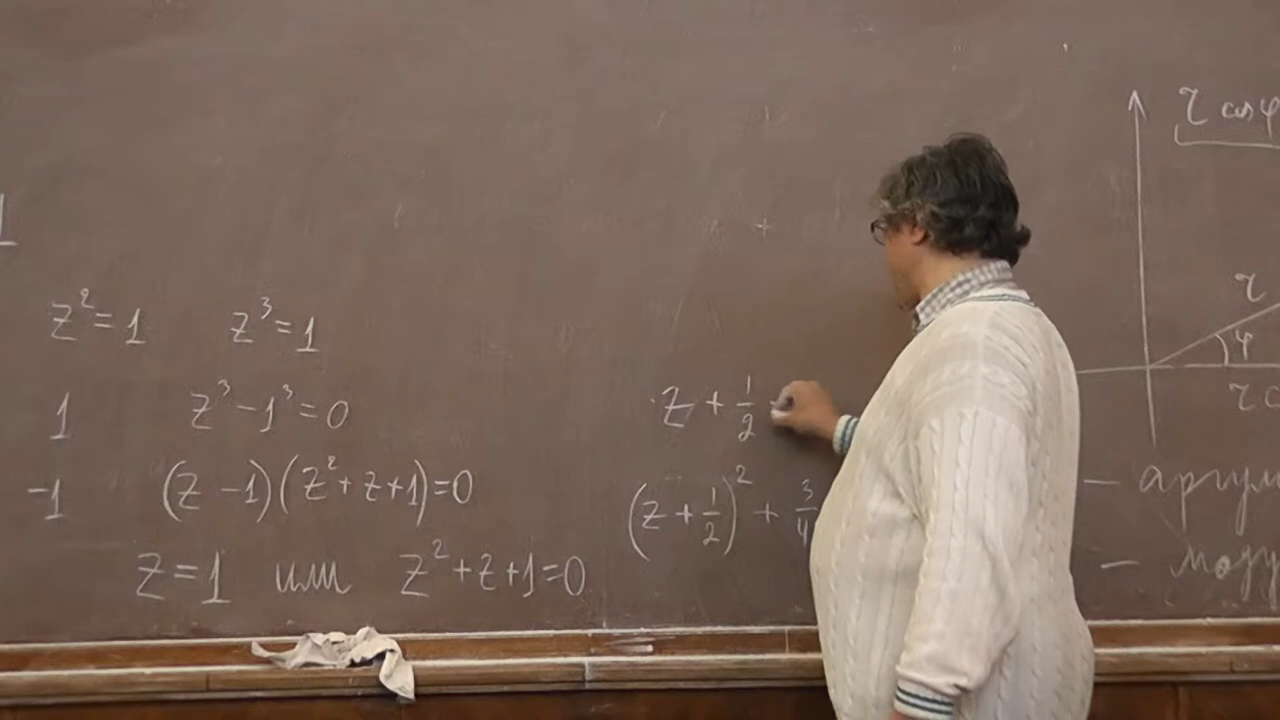 1
z² = 1
1
-1
z³ = 1
z³ - 1³ = 0
(z - 1)(z² + z + 1) = 0
z = 1 или z² + z + 1 = 0
z + 1/2
(z + 1/2)² + 3/4
r cos φ
r
φ
r c
— аргум
— моду